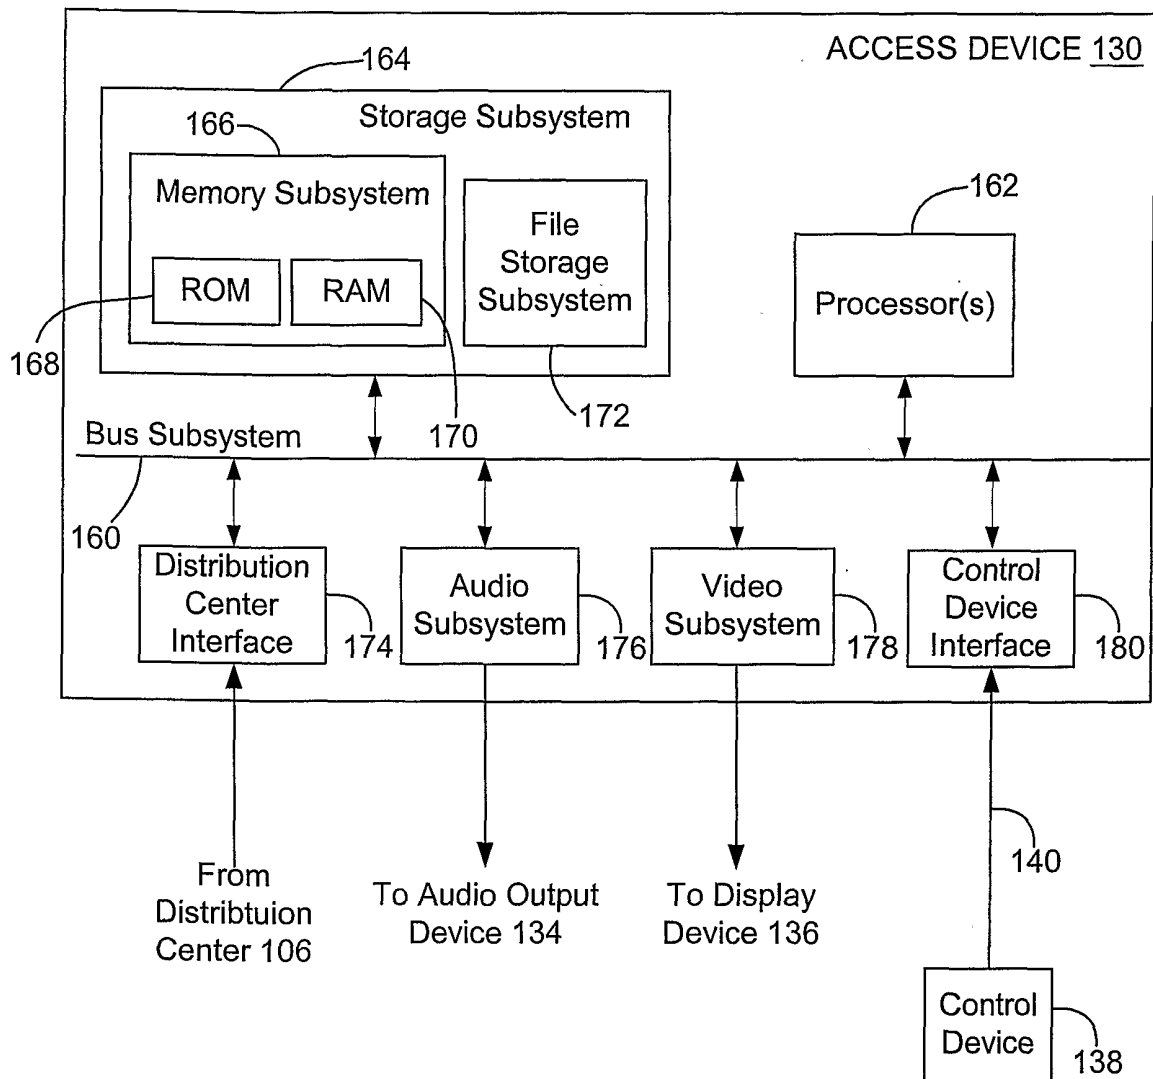 ACCESS DEVICE 130
164
Storage Subsystem
166
Memory Subsystem
162
File
Storage
Subsystem
ROM
RAM
Processor(s)
168
170
172
Bus Subsystem
160
Distribution
Center
Interface
174
Audio
Subsystem
176
Video
Subsystem
178
Control
Device
Interface
180
140
From
Distribtuion
Center 106
To Audio Output
Device 134
To Display
Device 136
Control
Device
138